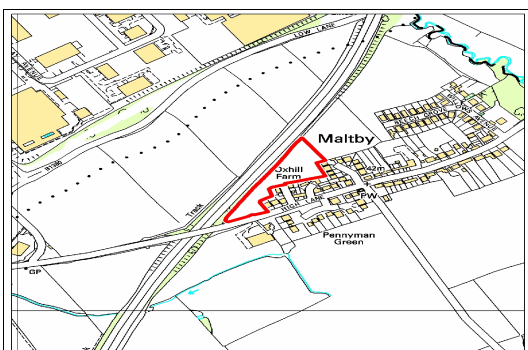 LOW LANE
Maltby
Oxhill
Farm
42m
PW
HIGH LANE
Pennyman
Green
Track
B1380
GP